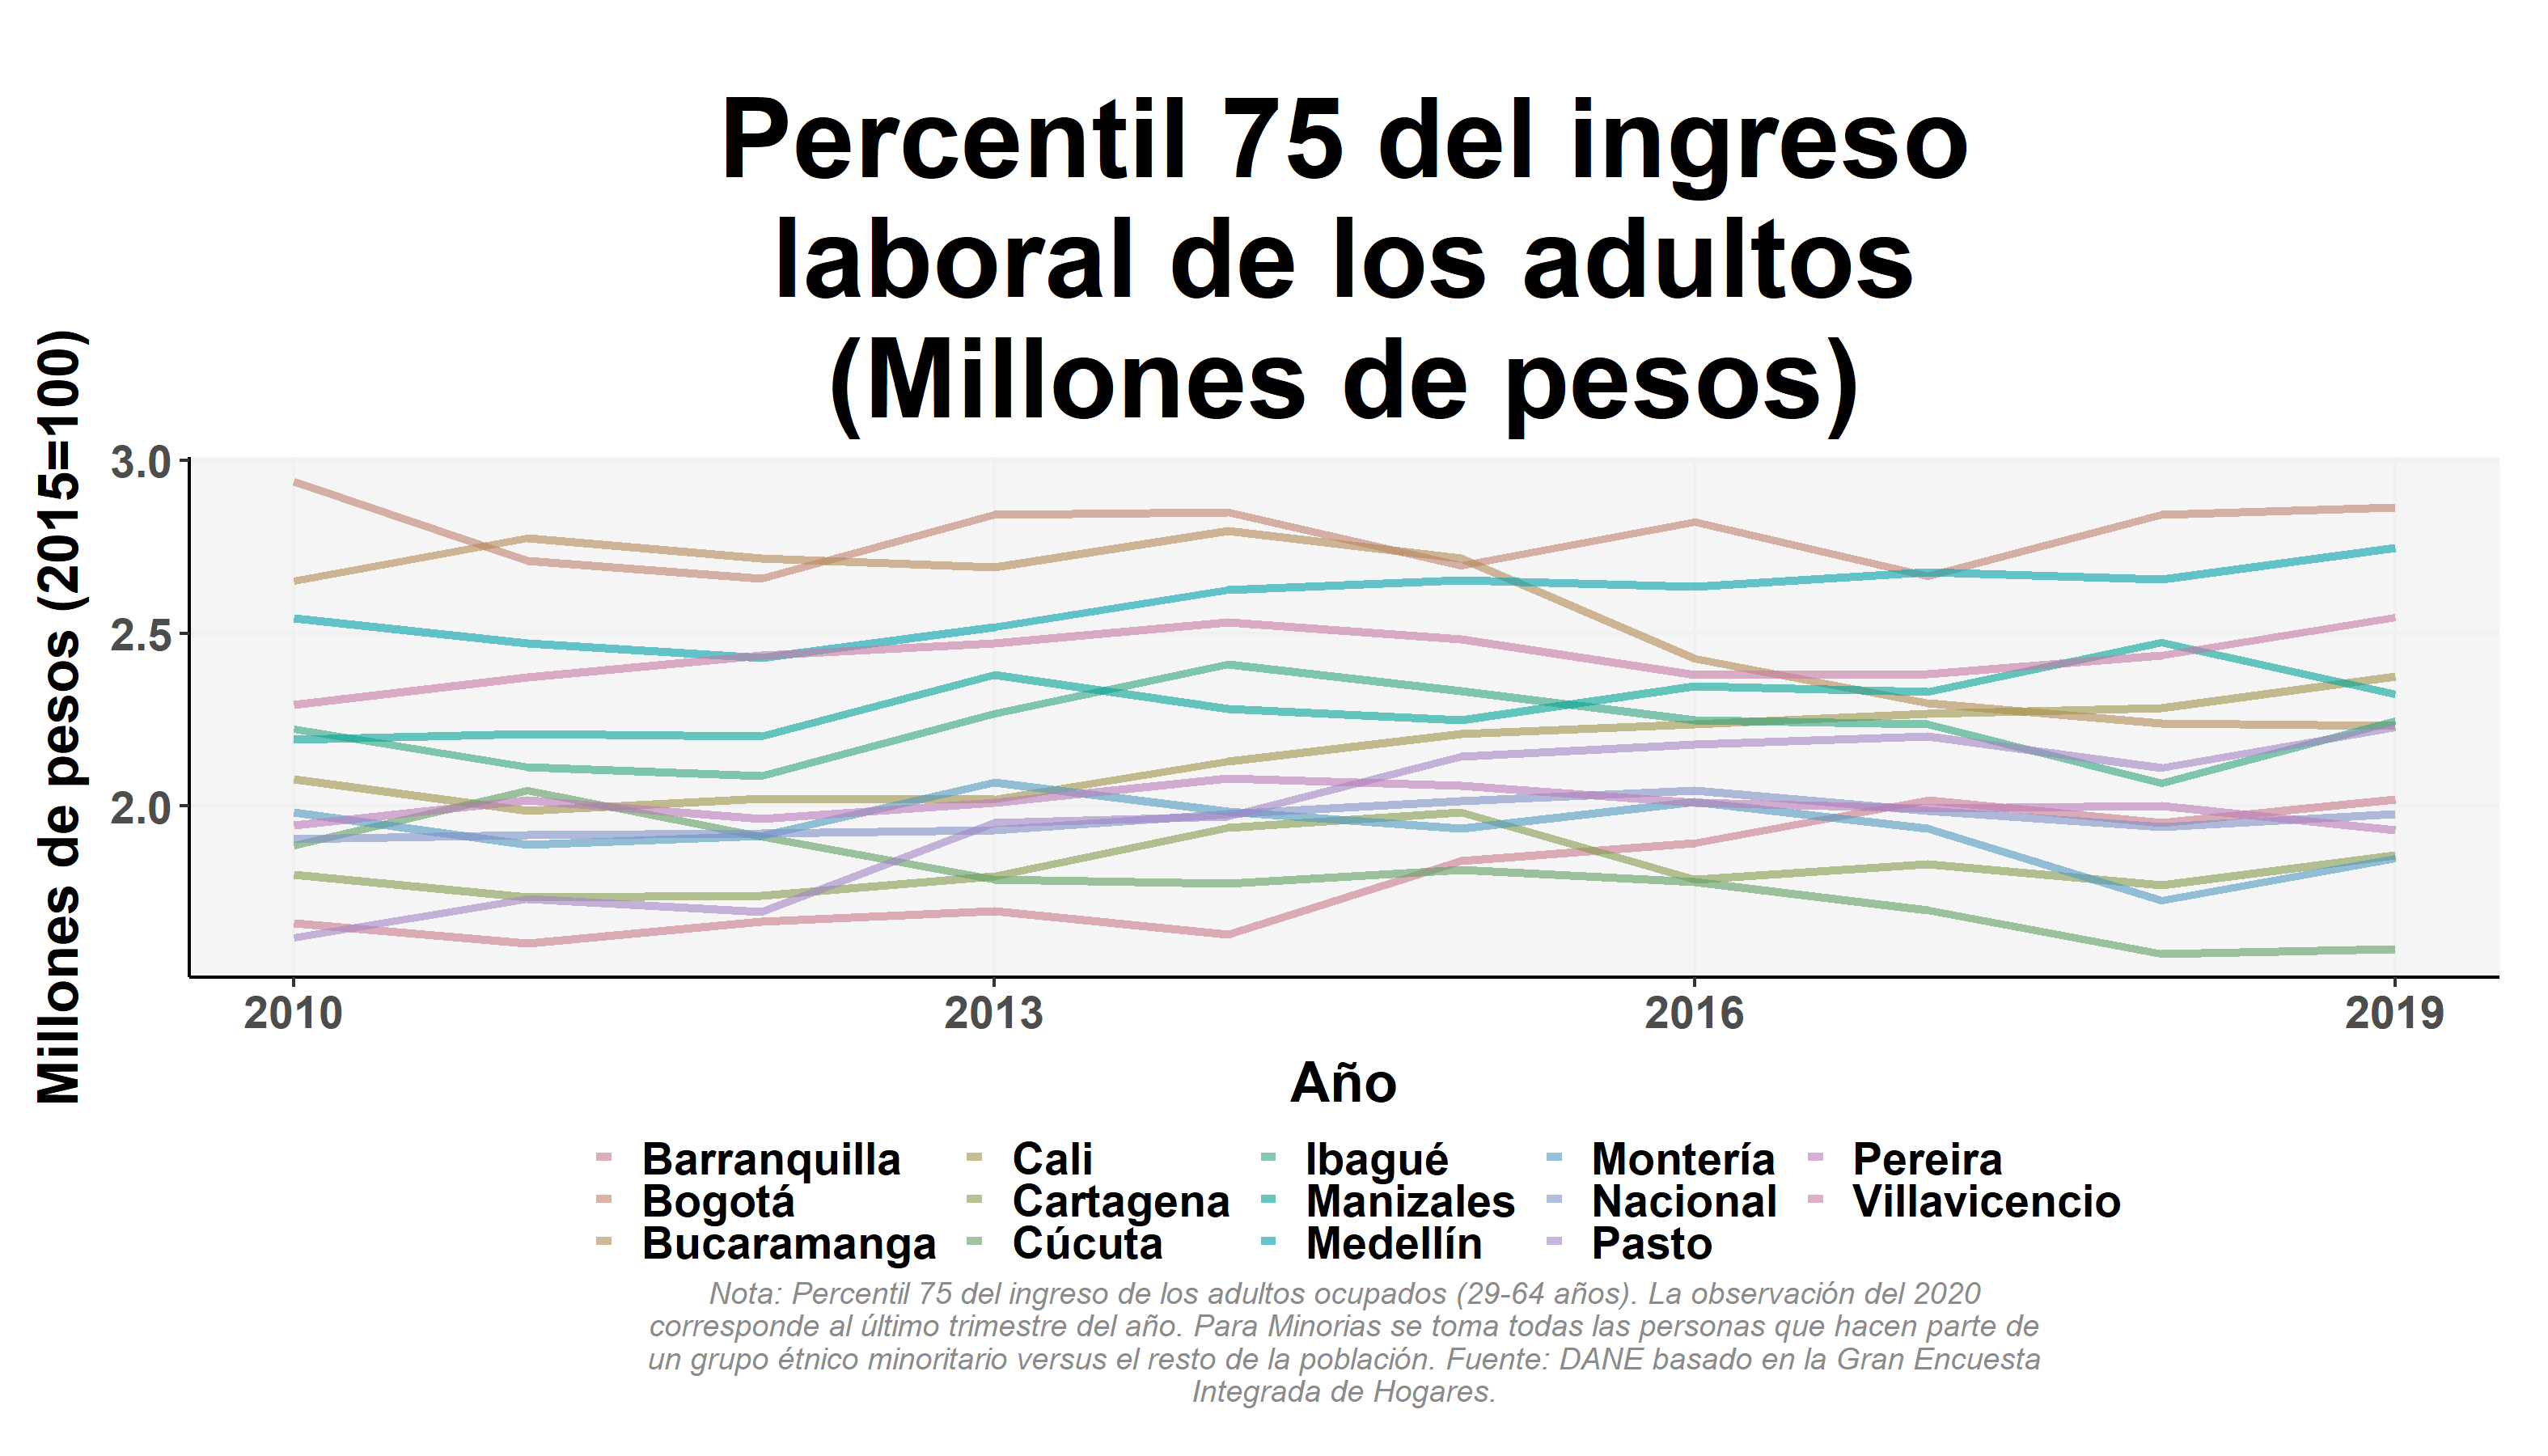 Percentil 75 del ingreso
laboral de los adultos
(Millones de pesos)
Millones de pesos (2015=100)
3.0
2.5
2.0
2010 2013 2016 2019
Año
Barranquilla Cali Ibagué Montería Pereira
Bogotá Cartagena Manizales Nacional Villavicencio
Bucaramanga Cúcuta Medellín Pasto
Nota: Percentil 75 del ingreso de los adultos ocupados (29-64 años). La observación del 2020
corresponde al último trimestre del año. Para Minorias se toma todas las personas que hacen parte de
un grupo étnico minoritario versus el resto de la población. Fuente: DANE basado en la Gran Encuesta
Integrada de Hogares.